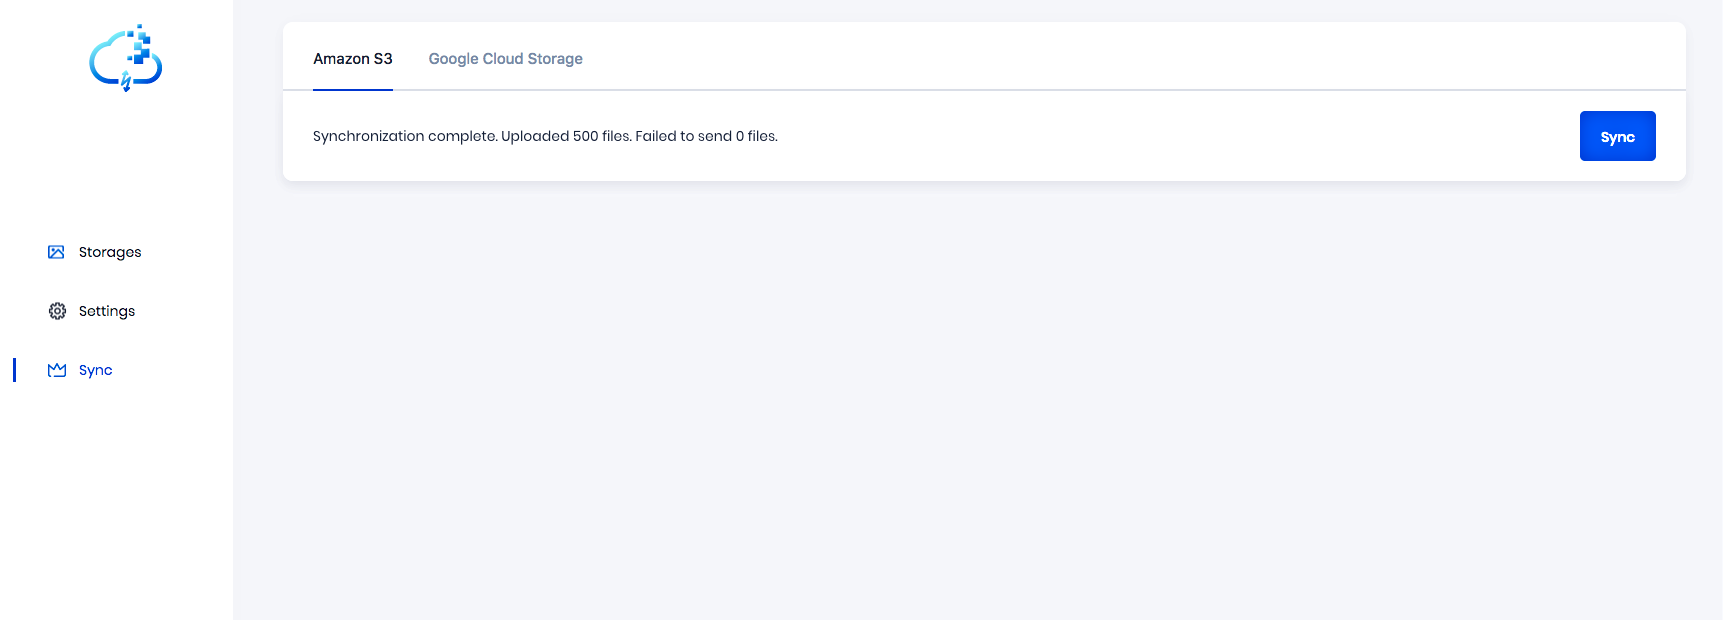 Amazon S3
Google Cloud Storage
Synchronization complete. Uploaded 500 files. Failed to send 0 files.
Sync
Storages
Settings
Sync